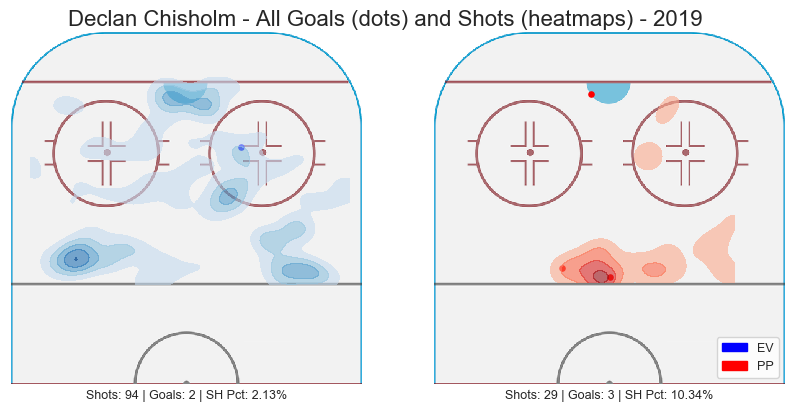 Declan Chisholm - All Goals (dots) and Shots (heatmaps) - 2019
EV
PP
Shots: 94 | Goals: 2 | SH Pct: 2.13%
Shots: 29 | Goals: 3 | SH Pct: 10.34%